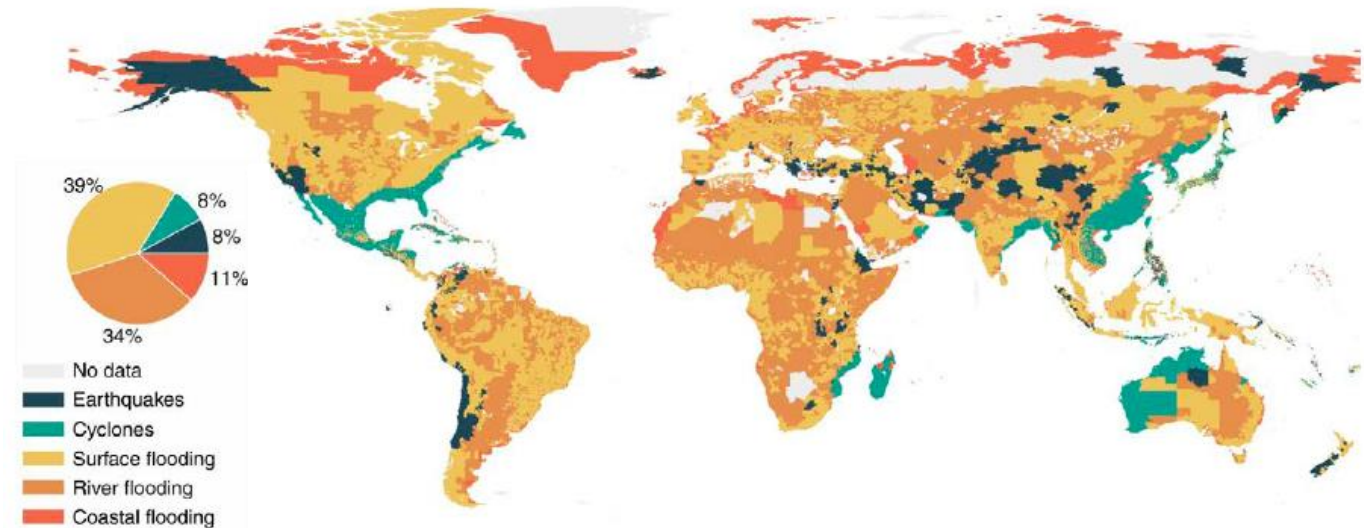 39%
8%
8%
11%
34%
No data
Earthquakes
Cyclones
Surface flooding
River flooding
Coastal flooding